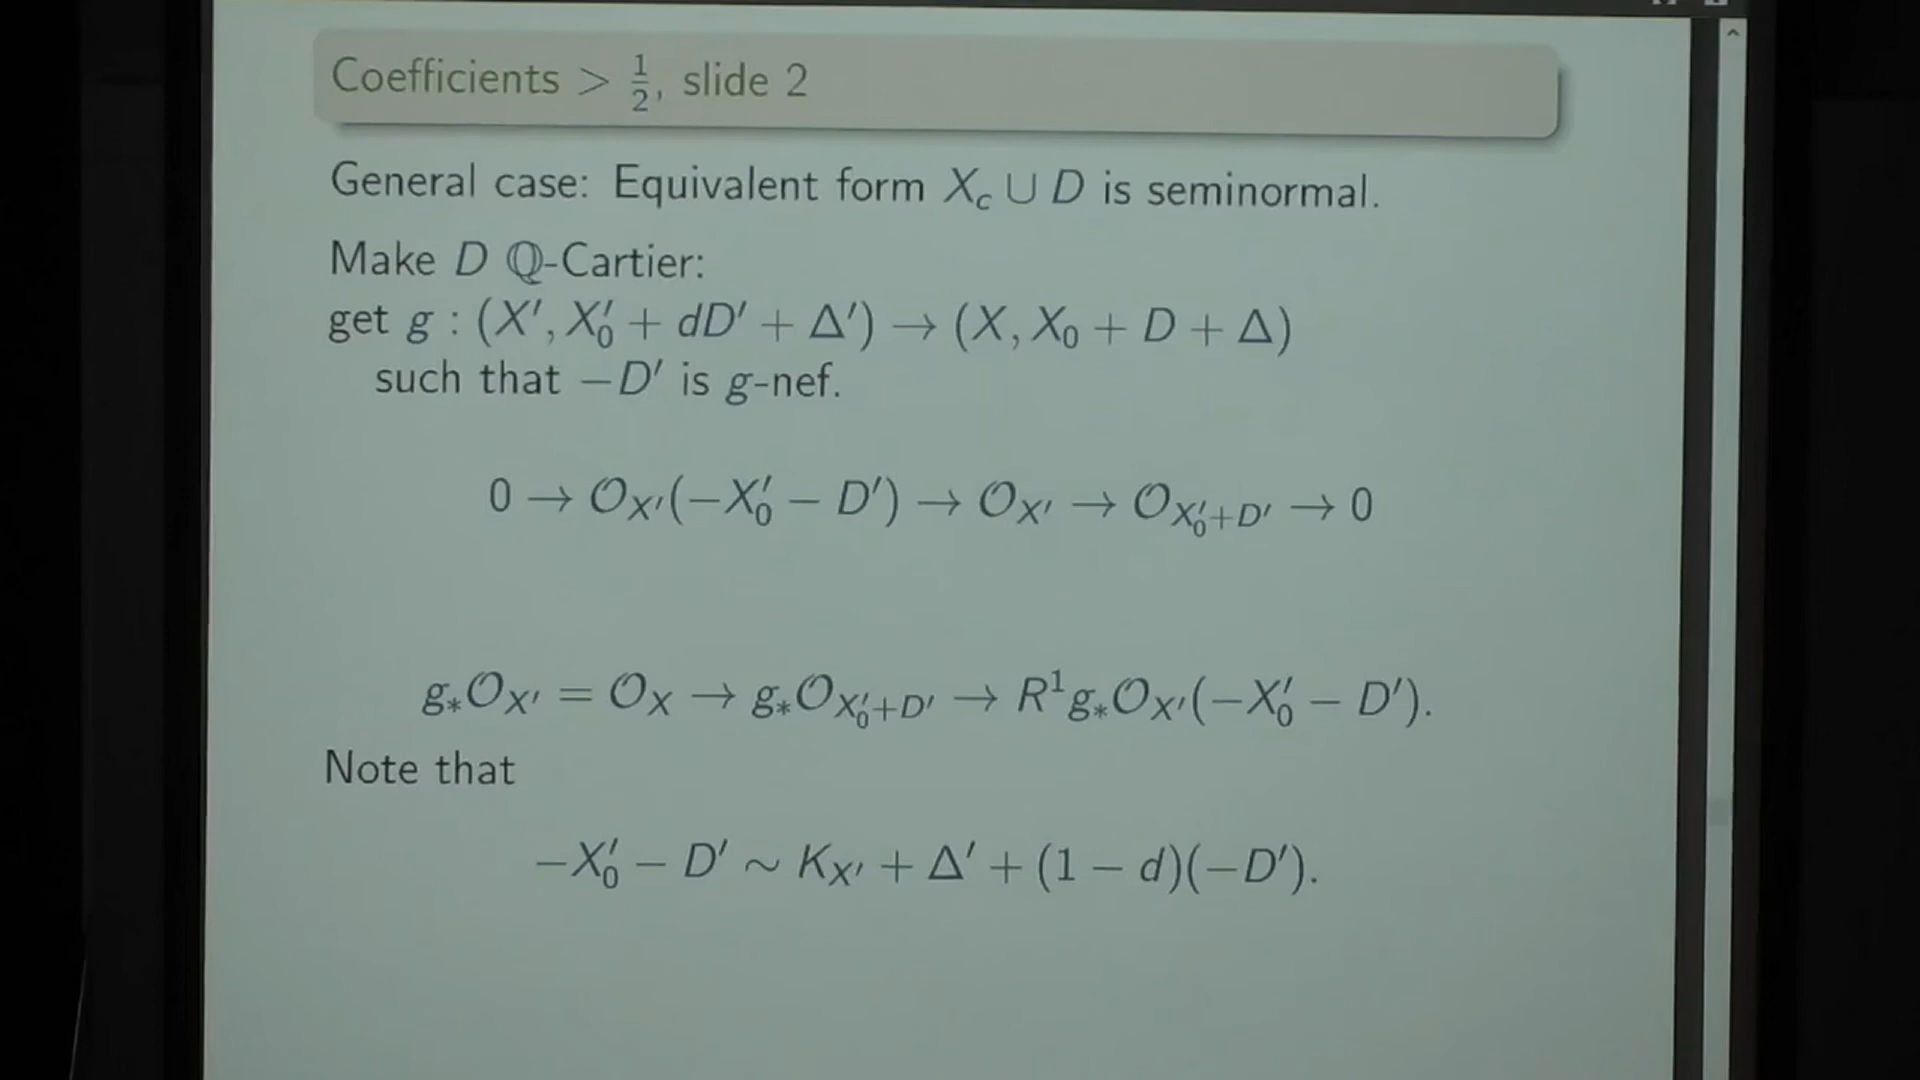 Coefficients > 1/2, slide 2
General case: Equivalent form X_c ∪ D is seminormal.
Make D ℚ-Cartier:
get g : (X′, X′_0 + dD′ + Δ′) → (X, X_0 + D + Δ)
such that −D′ is g-nef.
0 → 𝒪_{X′}(−X′_0 − D′) → 𝒪_{X′} → 𝒪_{X′_0+D′} → 0
g_*𝒪_{X′} = 𝒪_X → g_*𝒪_{X′_0+D′} → R^1g_*𝒪_{X′}(−X′_0 − D′).
Note that
−X′_0 − D′ ∼ K_{X′} + Δ′ + (1 − d)(−D′).